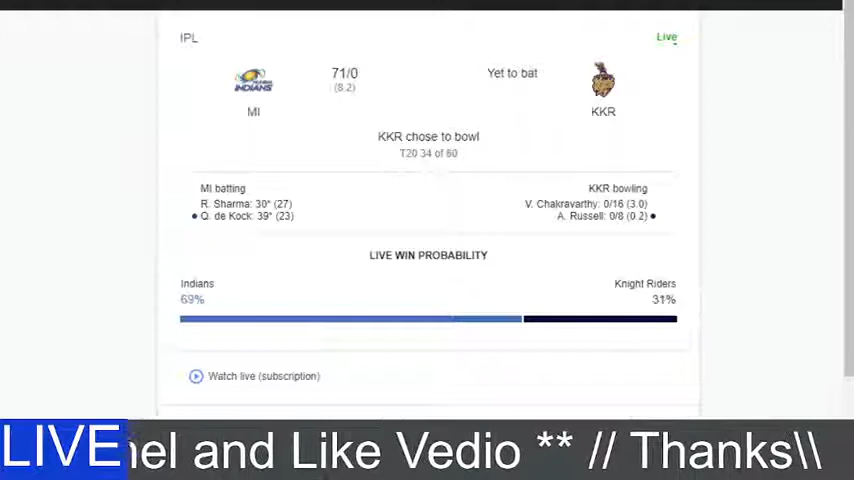 IPL
Live
71/0
Yet to bat
(8.2)
INDIANS
MI
KKR
KKR chose to bowl
T20 34 of 60
MI batting
KKR bowling
R. Sharma: 30* (27)
V. Chakravarthy: 0/16 (3.0)
Q. de Kock: 39* (23)
A. Russell: 0/8 (0.2)
LIVE WIN PROBABILITY
Indians
Knight Riders
69%
31%
Watch live (subscription)
LIVE
nel and Like Vedio ** // Thanks\\